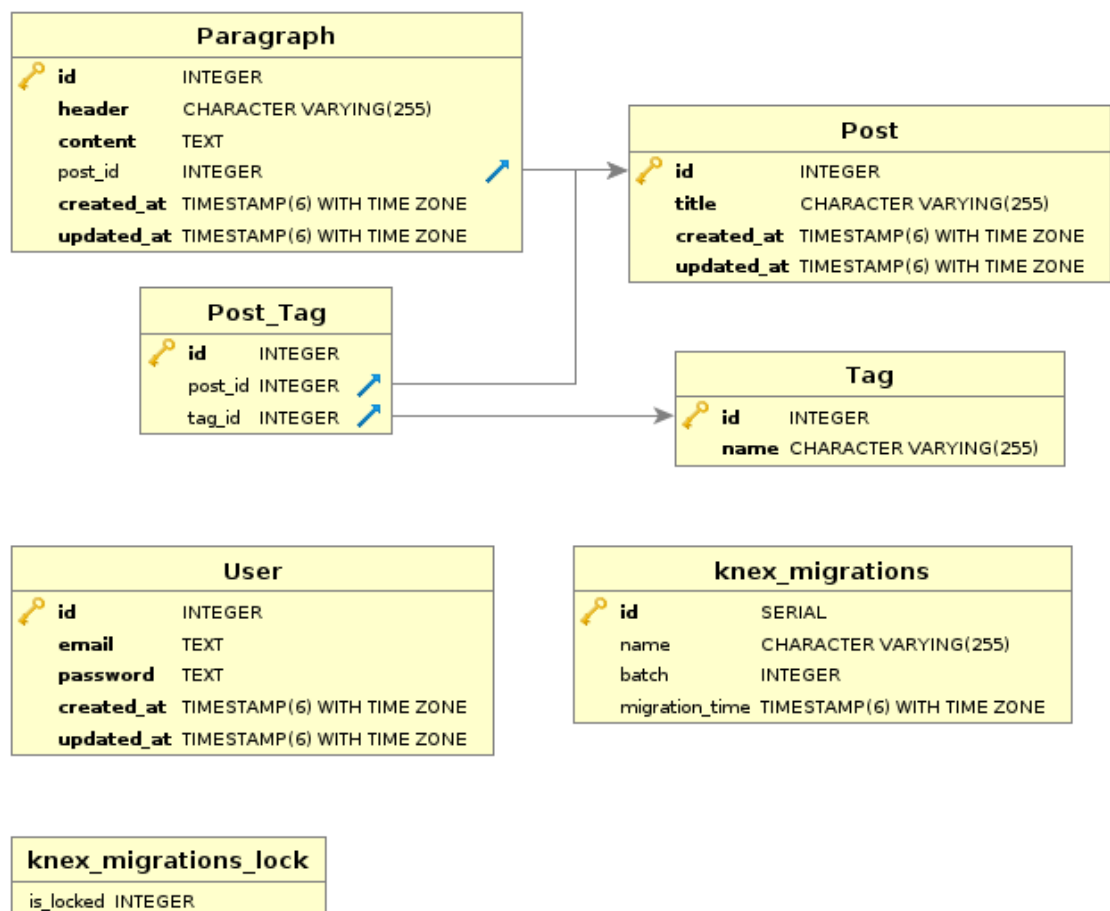 Paragraph
id INTEGER
header CHARACTER VARYING(255)
content TEXT
post_id INTEGER
created_at TIMESTAMP(6) WITH TIME ZONE
updated_at TIMESTAMP(6) WITH TIME ZONE
Post
id INTEGER
title CHARACTER VARYING(255)
created_at TIMESTAMP(6) WITH TIME ZONE
updated_at TIMESTAMP(6) WITH TIME ZONE
Post_Tag
id INTEGER
post_id INTEGER
tag_id INTEGER
Tag
id INTEGER
name CHARACTER VARYING(255)
User
id INTEGER
email TEXT
password TEXT
created_at TIMESTAMP(6) WITH TIME ZONE
updated_at TIMESTAMP(6) WITH TIME ZONE
knex_migrations
id SERIAL
name CHARACTER VARYING(255)
batch INTEGER
migration_time TIMESTAMP(6) WITH TIME ZONE
knex_migrations_lock
is_locked INTEGER